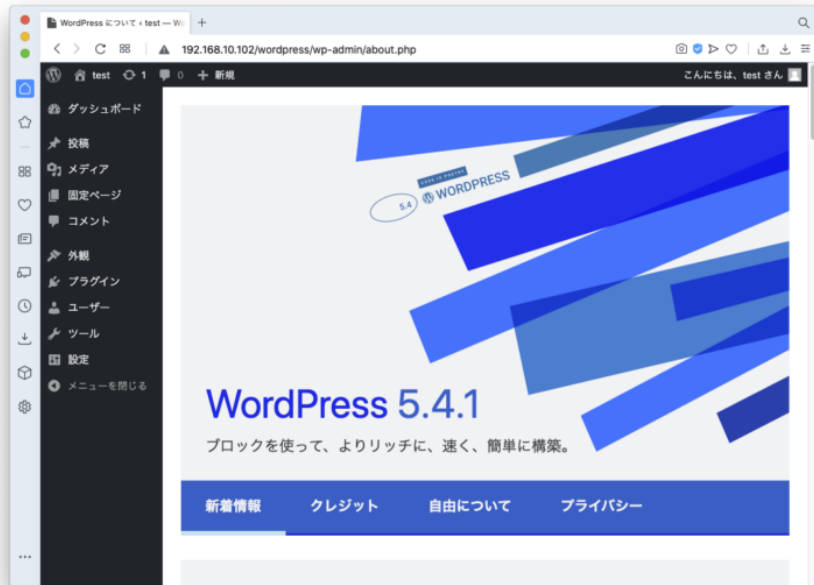 WordPress について ‹ test — Wo
192.168.10.102/wordpress/wp-admin/about.php
test 1 0 新規
こんにちは、test さん
ダッシュボード
投稿
メディア
固定ページ
コメント
外観
プラグイン
ユーザー
ツール
設定
メニューを閉じる
CODE IS POETRY
5.4 WORDPRESS
WordPress 5.4.1
ブロックを使って、よりリッチに、速く、簡単に構築。
新着情報 クレジット 自由について プライバシー